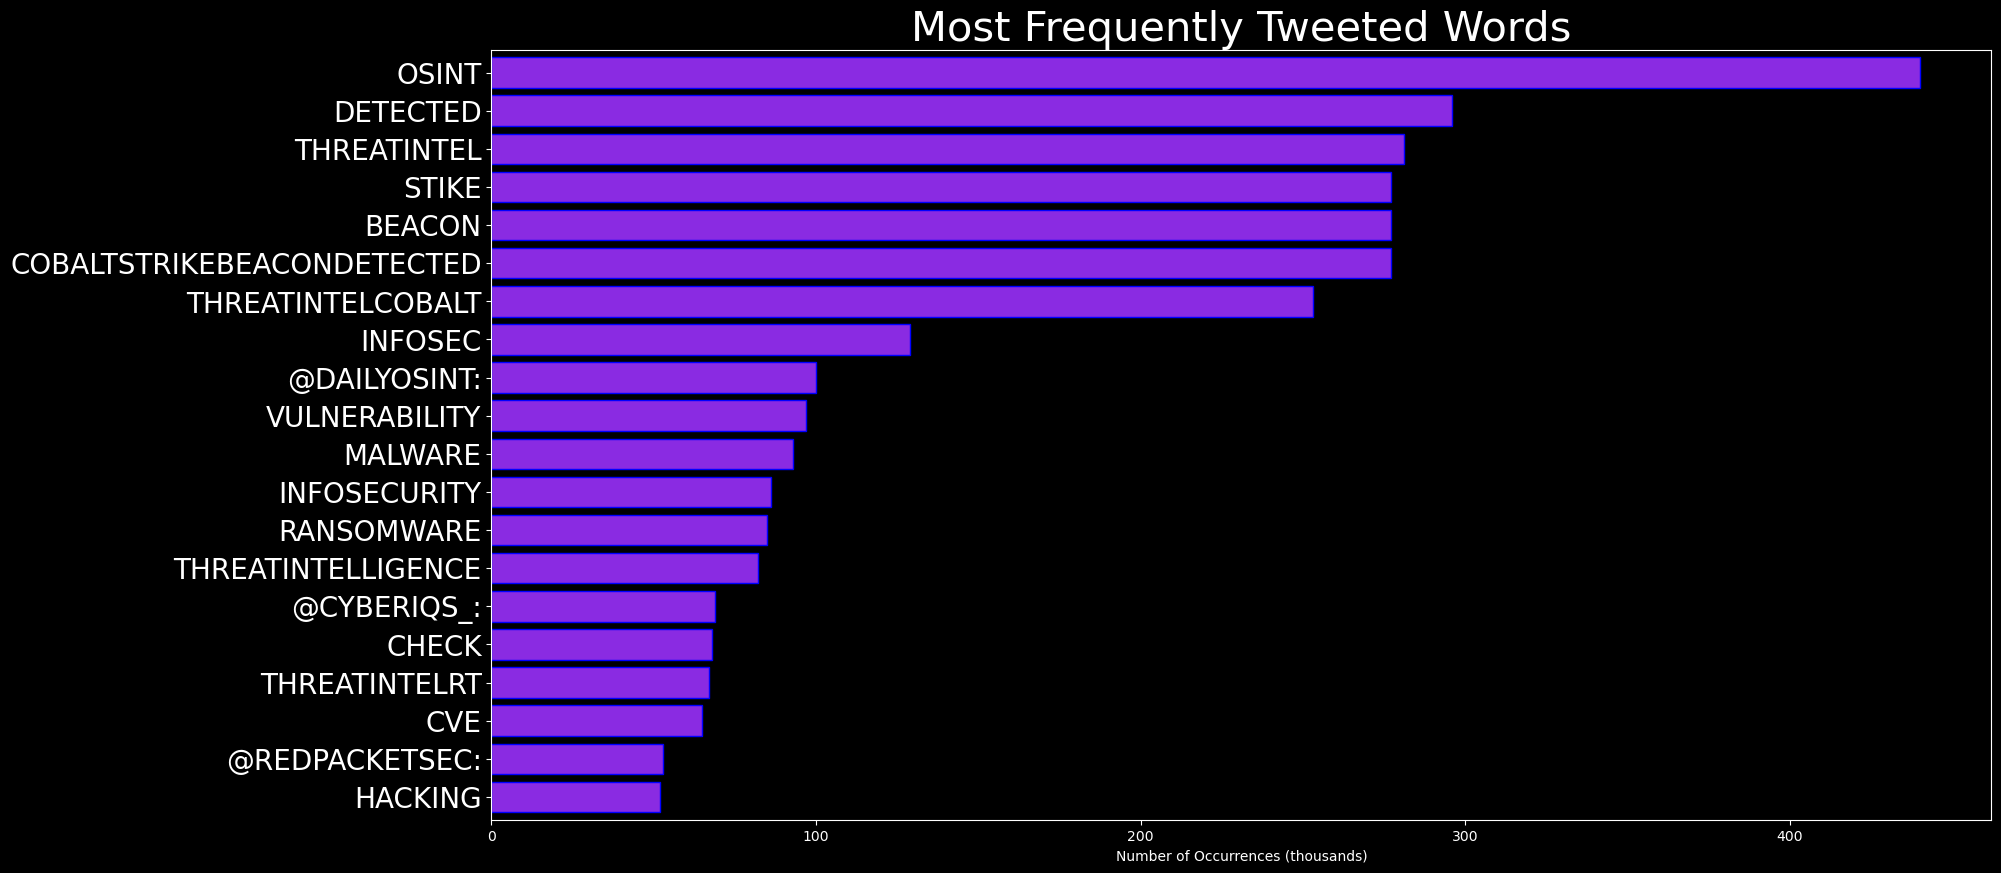 Most Frequently Tweeted Words
OSINT
DETECTED
THREATINTEL
STIKE
BEACON
COBALTSTRIKEBEACONDETECTED
THREATINTELCOBALT
INFOSEC
@DAILYOSINT:
VULNERABILITY
MALWARE
INFOSECURITY
RANSOMWARE
THREATINTELLIGENCE
@CYBERIQS_:
CHECK
THREATINTELRT
CVE
@REDPACKETSEC:
HACKING
0 100 200 300 400
Number of Occurrences (thousands)